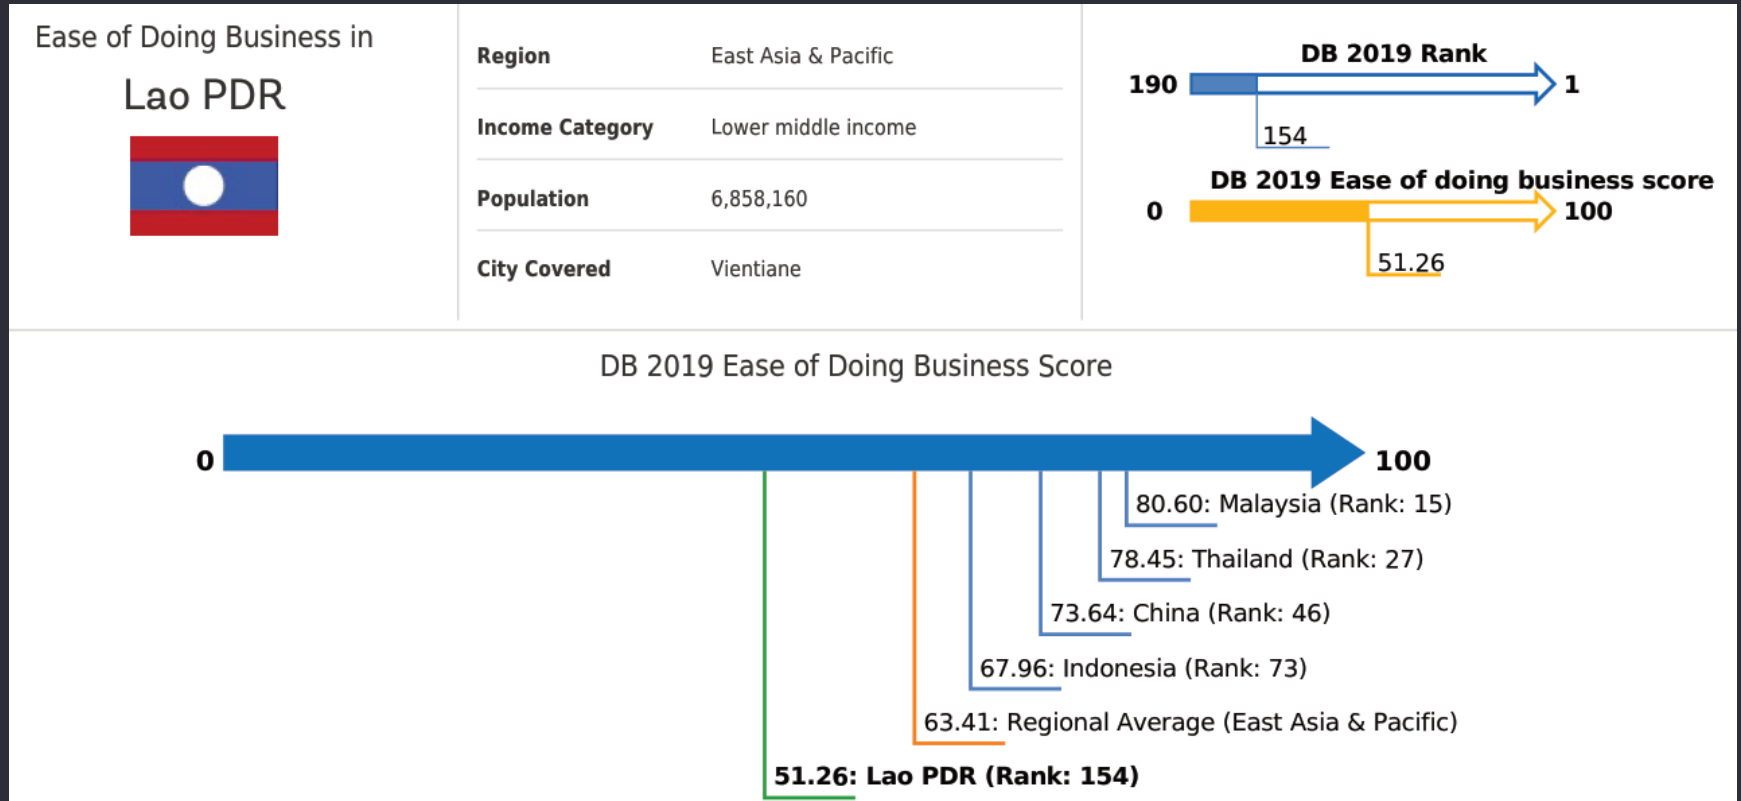 Ease of Doing Business in
Lao PDR
Region East Asia & Pacific
Income Category Lower middle income
Population 6,858,160
City Covered Vientiane
DB 2019 Rank
190 1
154
DB 2019 Ease of doing business score
0 100
51.26
DB 2019 Ease of Doing Business Score
0 100
80.60: Malaysia (Rank: 15)
78.45: Thailand (Rank: 27)
73.64: China (Rank: 46)
67.96: Indonesia (Rank: 73)
63.41: Regional Average (East Asia & Pacific)
51.26: Lao PDR (Rank: 154)